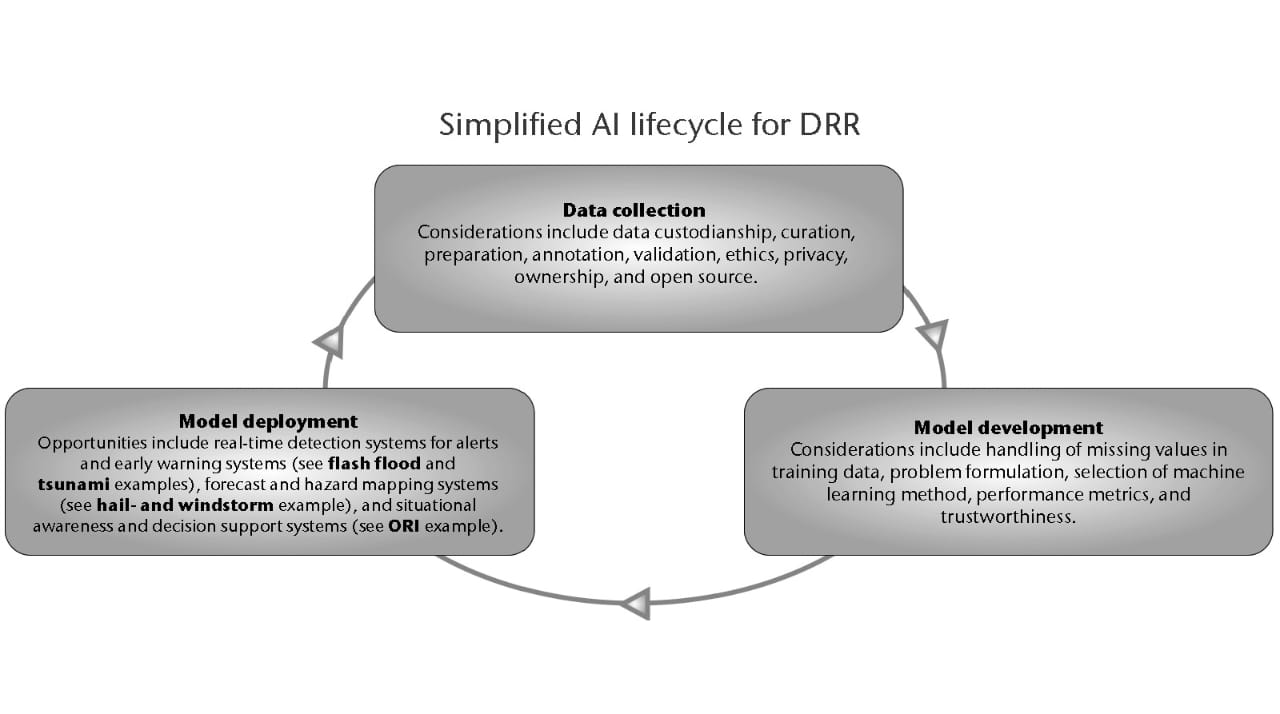 Simplified AI lifecycle for DRR
Data collection
Considerations include data custodianship, curation,
preparation, annotation, validation, ethics, privacy,
ownership, and open source.
Model deployment
Opportunities include real-time detection systems for alerts
and early warning systems (see flash flood and
tsunami examples), forecast and hazard mapping systems
(see hail- and windstorm example), and situational
awareness and decision support systems (see ORI example).
Model development
Considerations include handling of missing values in
training data, problem formulation, selection of machine
learning method, performance metrics, and
trustworthiness.